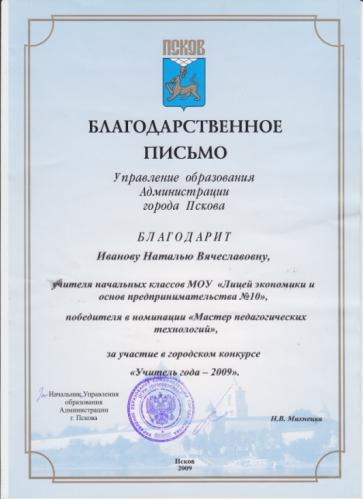 ПСКОВ
БЛАГОДАРСТВЕННОЕ
ПИСЬМО
Управление образования
Администрации
города Пскова
БЛАГОДАРИТ
Иванову Наталью Вячеславовну,
учителя начальных классов МОУ «Лицей экономики и
основ предпринимательства №10»,
победителя в номинации «Мастер педагогических
технологий»,
за участие в городском конкурсе
«Учитель года – 2009».
Начальник Управления
образования
Администрации
г. Пскова
Н.В. Михнецка
Псков
2009